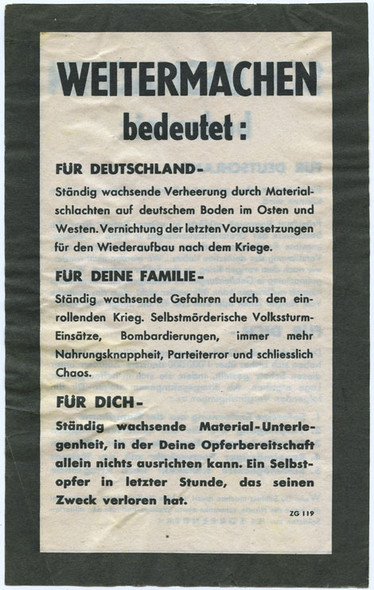 WEITERMACHEN
bedeutet:
FÜR DEUTSCHLAND-
Ständig wachsende Verheerung durch Material-
schlachten auf deutschem Boden im Osten und
Westen. Vernichtung der letzten Voraussetzungen
für den Wiederaufbau nach dem Kriege.
FÜR DEINE FAMILIE-
Ständig wachsende Gefahren durch den ein-
rollenden Krieg. Selbstmörderische Volkssturm-
Einsätze, Bombardierungen, immer mehr
Nahrungsknappheit, Parteiterror und schliesslich
Chaos.
FÜR DICH-
Ständig wachsende Material-Unterle-
genheit, in der Deine Opferbereitschaft
allein nichts ausrichten kann. Ein Selbst-
opfer in letzter Stunde, das seinen
Zweck verloren hat.
ZG 119